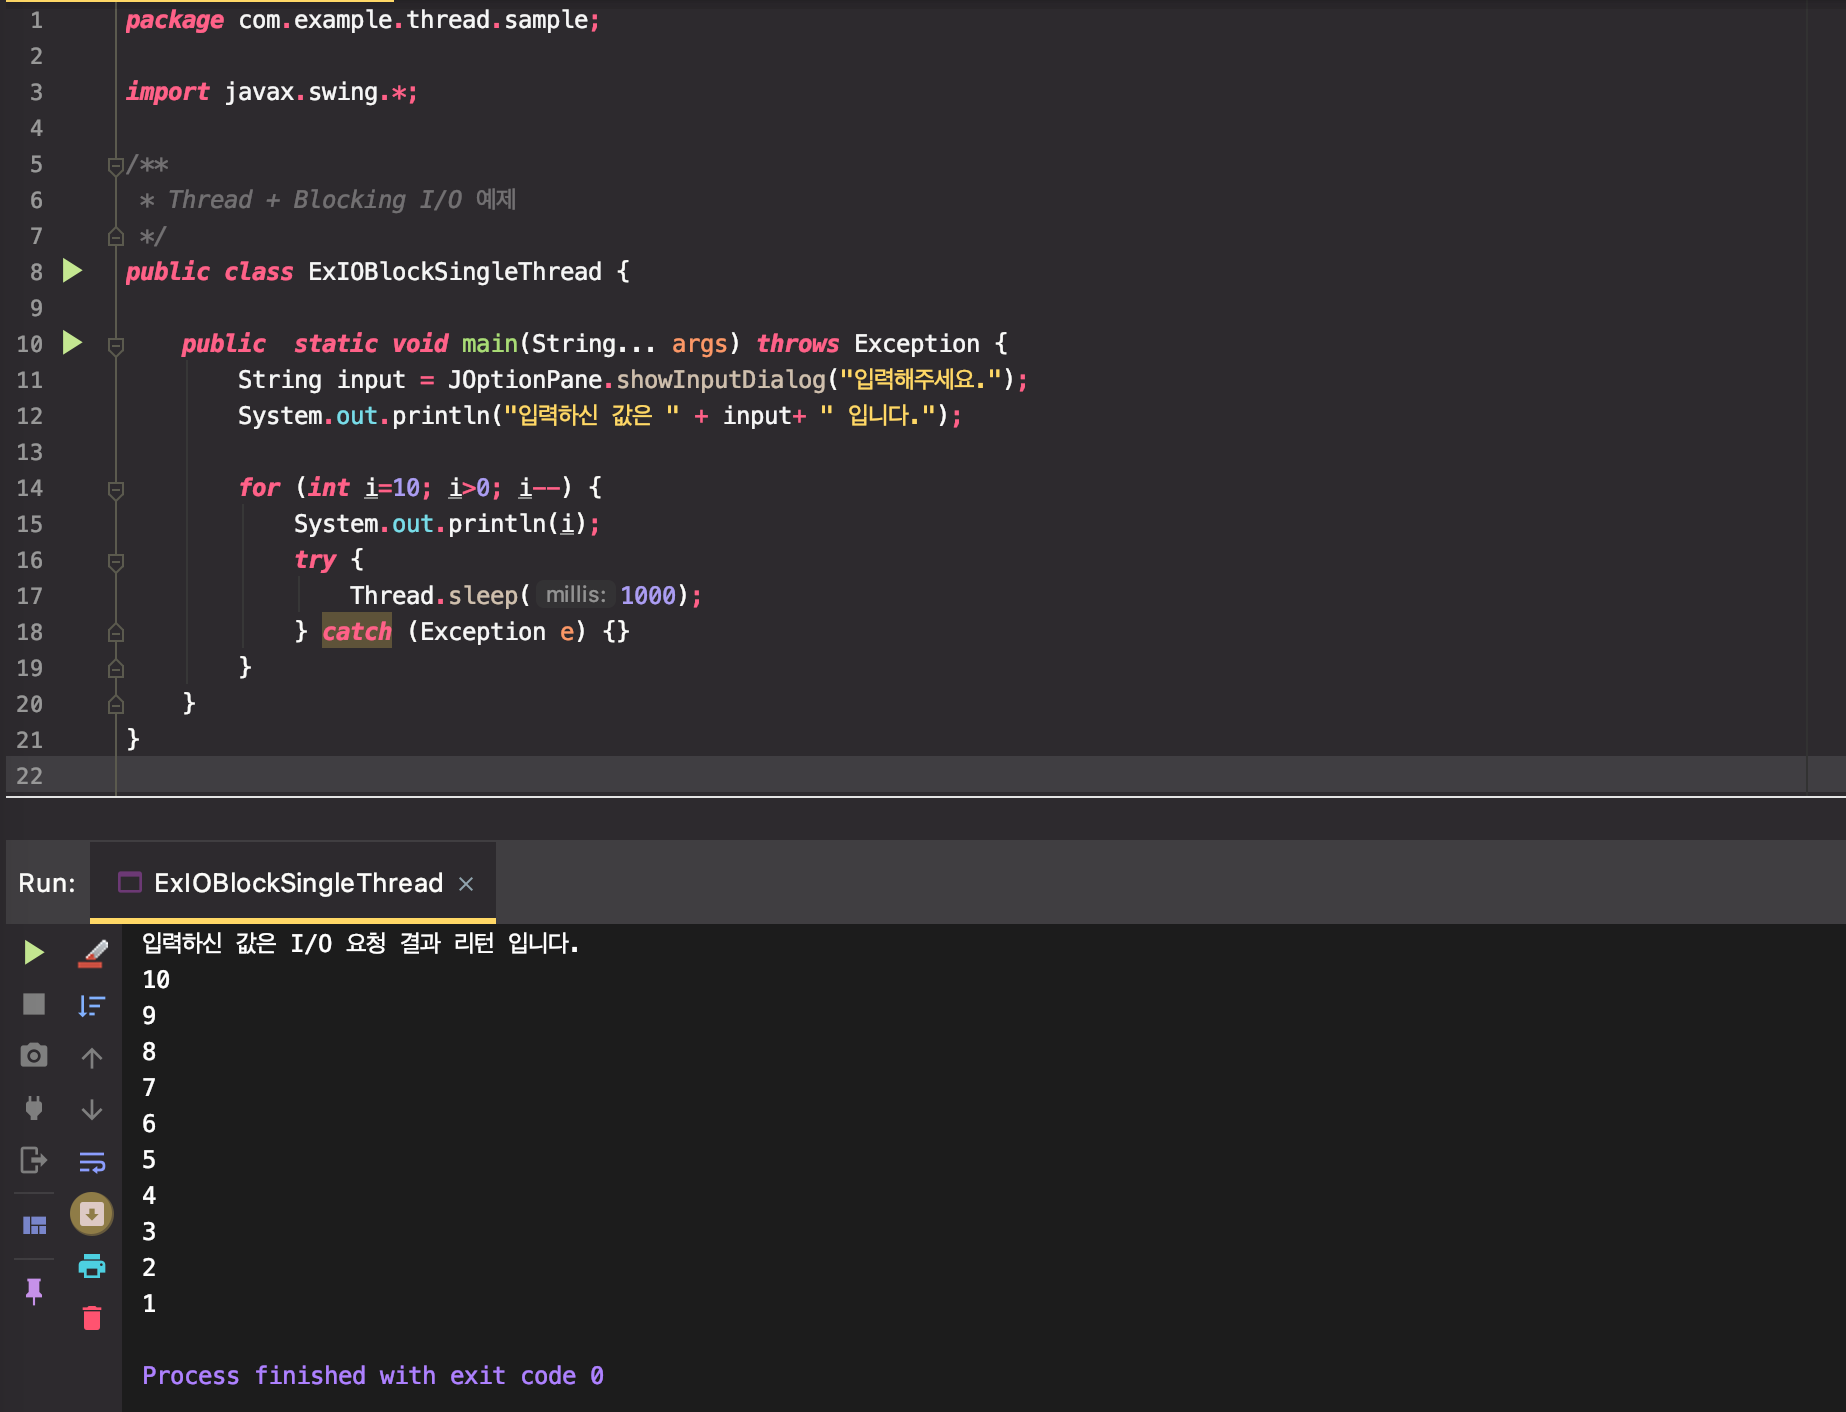 1 package com.example.thread.sample;
2
3 import javax.swing.*;
4
5 /**
6  * Thread + Blocking I/O 예제
7  */
8 public class ExIOBlockSingleThread {
9
10     public  static void main(String... args) throws Exception {
11         String input = JOptionPane.showInputDialog("입력해주세요.");
12         System.out.println("입력하신 값은 " + input+ " 입니다.");
13
14         for (int i=10; i>0; i--) {
15             System.out.println(i);
16             try {
17                 Thread.sleep( millis: 1000);
18             } catch (Exception e) {}
19         }
20     }
21 }
22
Run: ExIOBlockSingleThread ×
입력하신 값은 I/O 요청 결과 리턴 입니다.
10
9
8
7
6
5
4
3
2
1
Process finished with exit code 0